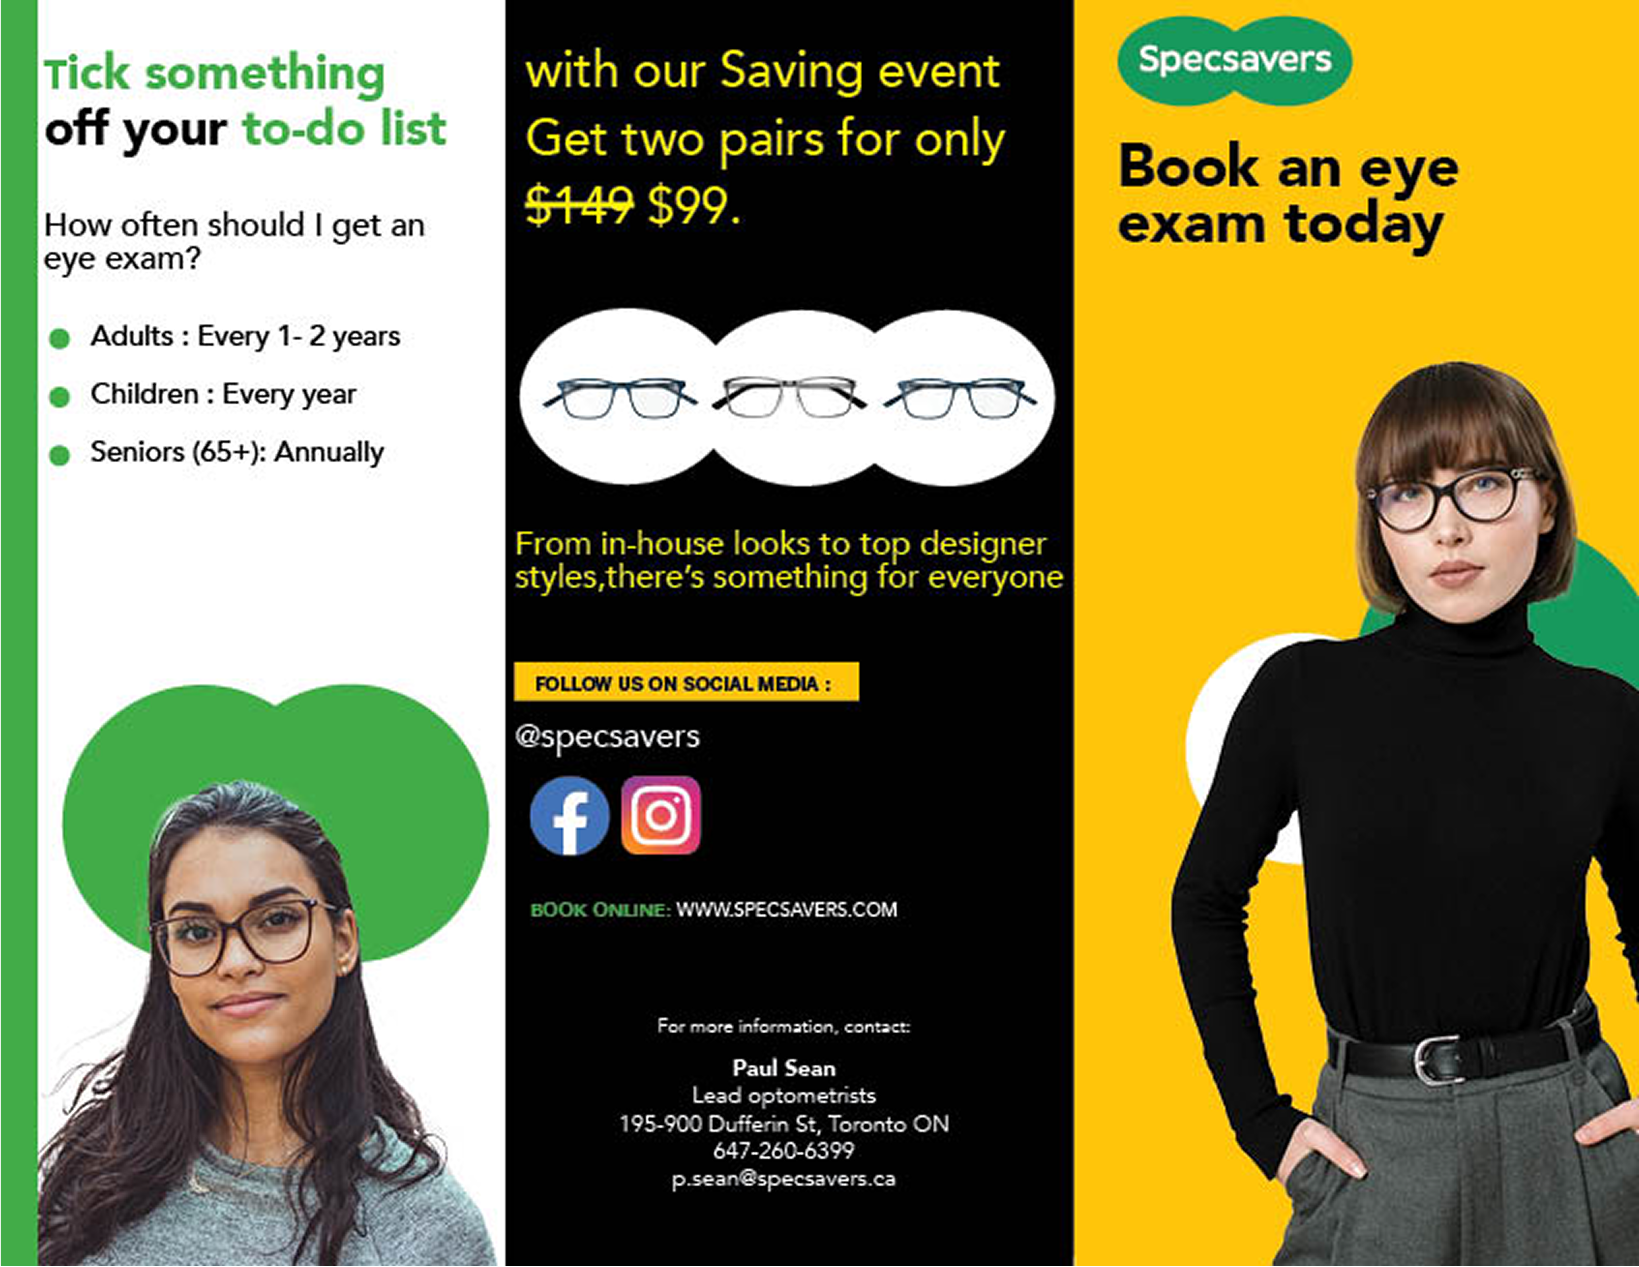 Tick something
off your to-do list
How often should I get an
eye exam?
Adults : Every 1- 2 years
Children : Every year
Seniors (65+): Annually
with our Saving event
Get two pairs for only
$149 $99.
From in-house looks to top designer
styles,there's something for everyone
FOLLOW US ON SOCIAL MEDIA :
@specsavers
BOOK ONLINE: WWW.SPECSAVERS.COM
For more information, contact:
Paul Sean
Lead optometrists
195-900 Dufferin St, Toronto ON
647-260-6399
p.sean@specsavers.ca
Specsavers
Book an eye
exam today